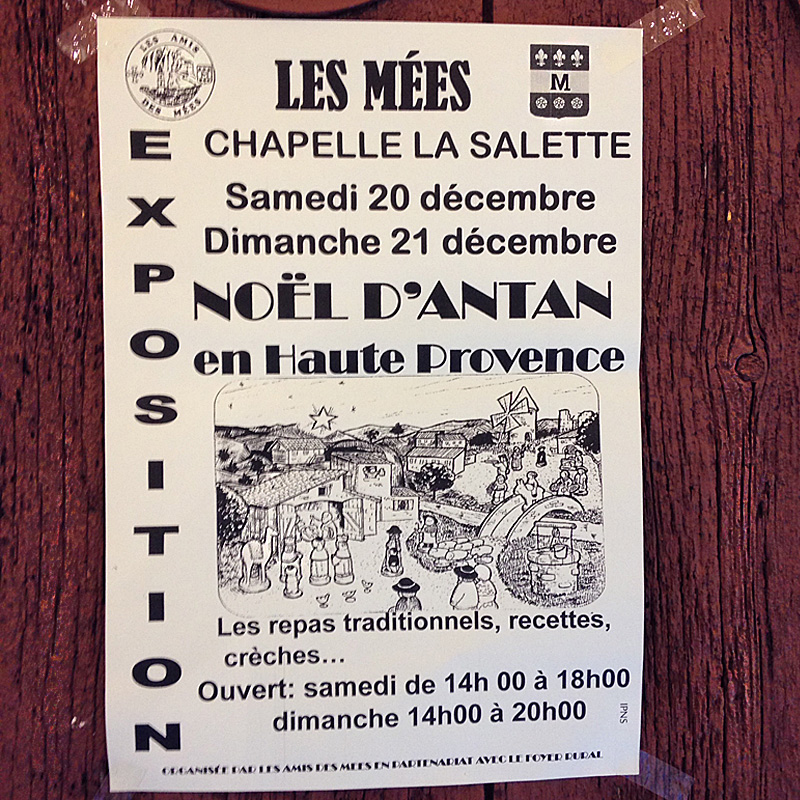 LES AMIS
DES MÉES
LES MÉES
M
EXPOSITION
CHAPELLE LA SALETTE
Samedi 20 décembre
Dimanche 21 décembre
NOËL D'ANTAN
en Haute Provence
Les repas traditionnels, recettes,
crèches...
Ouvert: samedi de 14h 00 à 18h00
dimanche 14h00 à 20h00
IPNS
ORGANISÉE PAR LES AMIS DES MEES EN PARTENARIAT AVEC LE FOYER RURAL